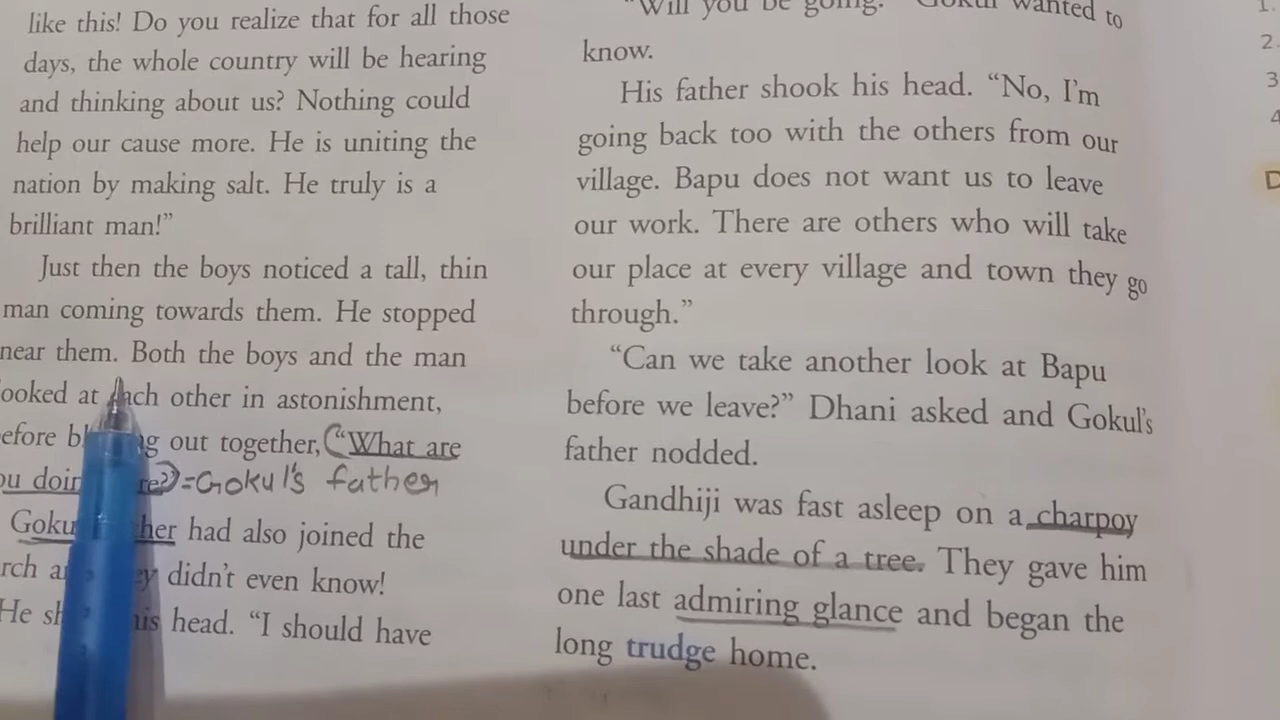 like this! Do you realize that for all those
days, the whole country will be hearing
and thinking about us? Nothing could
help our cause more. He is uniting the
nation by making salt. He truly is a
brilliant man!”
Just then the boys noticed a tall, thin
man coming towards them. He stopped
near them. Both the boys and the man
ooked at each other in astonishment,
efore out together, (“What are
ou = Gokul's father
had also joined the
didn’t even know!
He his head. “I should have
“Will you be going.” Gokul wanted to
know.
His father shook his head. “No, I’m
going back too with the others from our
village. Bapu does not want us to leave
our work. There are others who will take
our place at every village and town they go
through.”
“Can we take another look at Bapu
before we leave?” Dhani asked and Gokul’s
father nodded.
Gandhiji was fast asleep on a charpoy
under the shade of a tree. They gave him
one last admiring glance and began the
long trudge home.
1.
2.
3
4
D